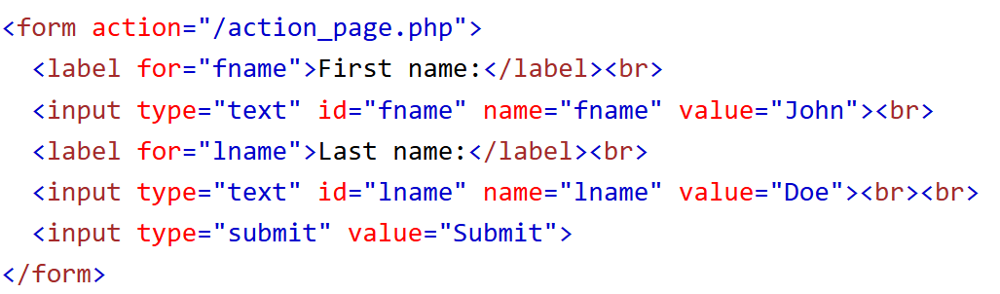 <form action="/action_page.php">
  <label for="fname">First name:</label><br>
  <input type="text" id="fname" name="fname" value="John"><br>
  <label for="lname">Last name:</label><br>
  <input type="text" id="lname" name="lname" value="Doe"><br><br>
  <input type="submit" value="Submit">
</form>